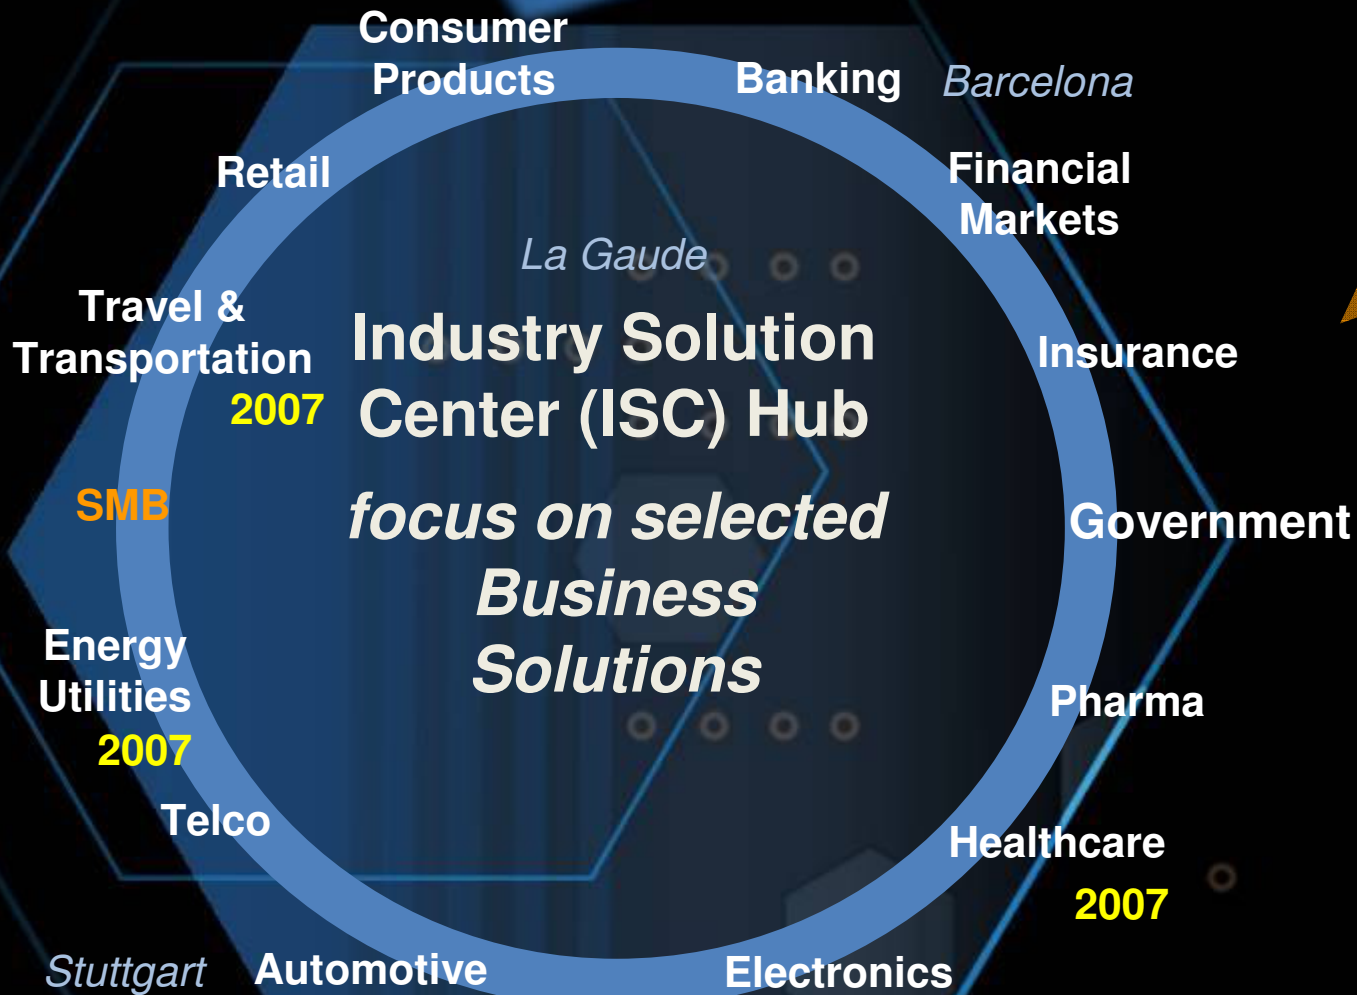 Consumer
Products
Banking
Barcelona
Retail
Financial
Markets
La Gaude
Travel &
Transportation
2007
Industry Solution
Center (ISC) Hub
Insurance
SMB
focus on selected
Business
Solutions
Government
Energy
Utilities
2007
Pharma
Telco
Healthcare
2007
Stuttgart
Automotive
Electronics